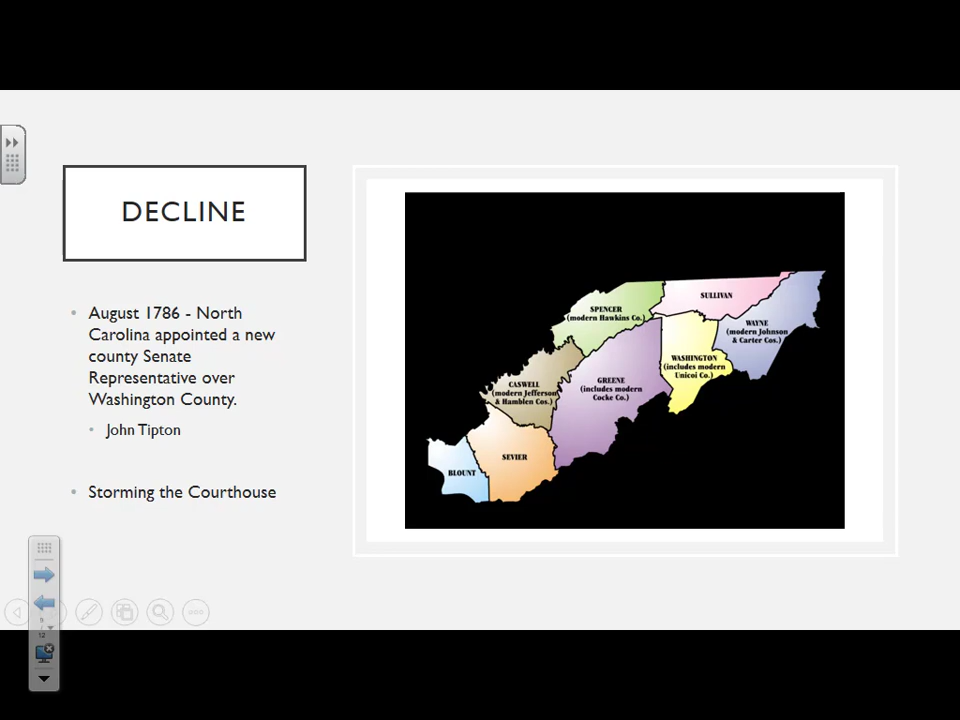 DECLINE
• August 1786 - North
Carolina appointed a new
county Senate
Representative over
Washington County.
• John Tipton
• Storming the Courthouse
SPENCER
(modern Hawkins Co.)
SULLIVAN
WAYNE
(modern Johnson
& Carter Cos.)
WASHINGTON
(includes modern
Unicoi Co.)
GREENE
(includes modern
Cocke Co.)
CASWELL
(modern Jefferson
& Hamblen Cos.)
SEVIER
BLOUNT
9
/
12